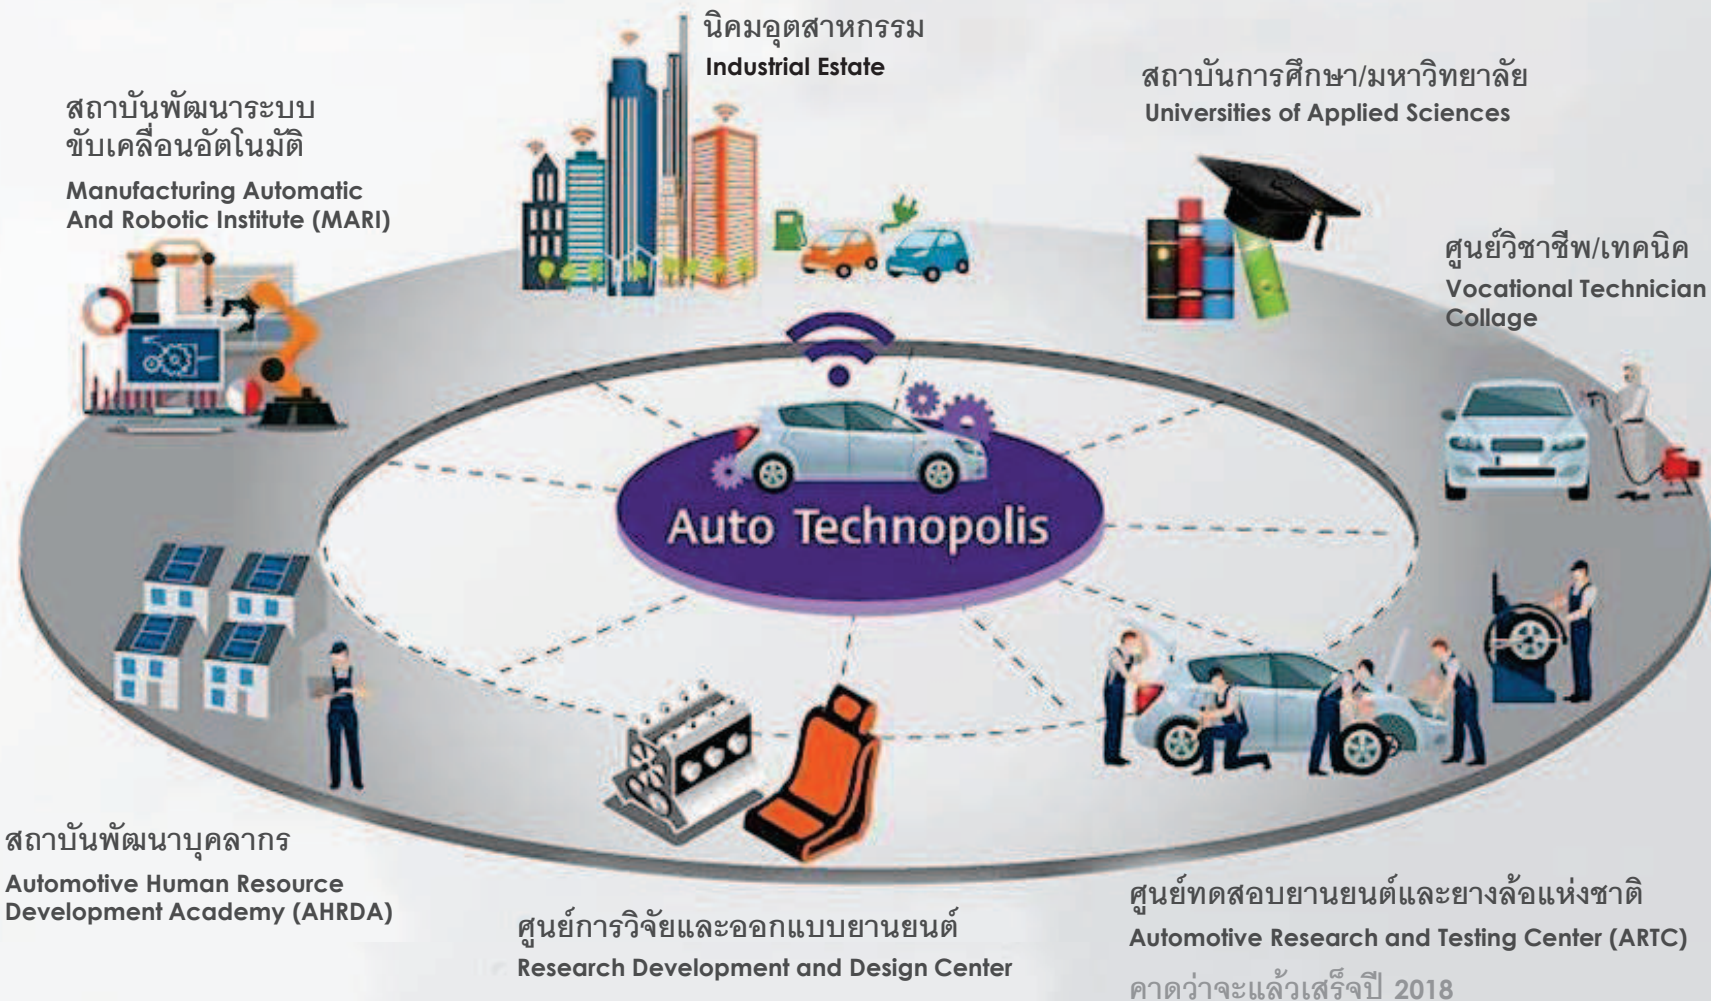 นิคมอุตสาหกรรม
Industrial Estate
สถาบันการศึกษา/มหาวิทยาลัย
Universities of Applied Sciences
สถาบันพัฒนาระบบ
ขับเคลื่อนอัตโนมัติ
Manufacturing Automatic
And Robotic Institute (MARI)
ศูนย์วิชาชีพ/เทคนิค
Vocational Technician
Collage
Auto Technopolis
สถาบันพัฒนาบุคลากร
Automotive Human Resource
Development Academy (AHRDA)
ศูนย์การวิจัยและออกแบบยานยนต์
Research Development and Design Center
ศูนย์ทดสอบยานยนต์และยางล้อแห่งชาติ
Automotive Research and Testing Center (ARTC)
คาดว่าจะแล้วเสร็จปี 2018